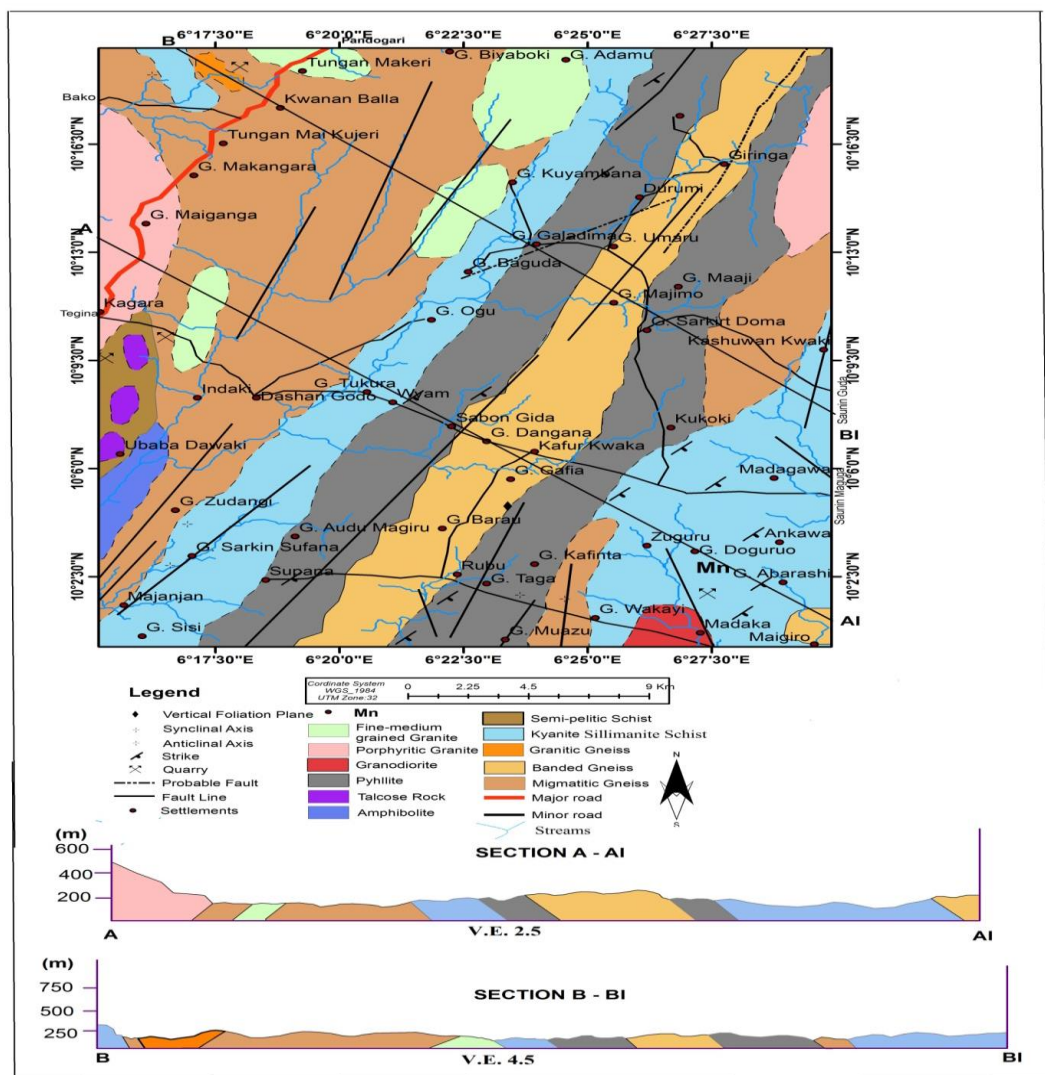 6°17'30"E 6°20'00"E 6°22'30"E 6°25'00"E 6°27'30"E
B
Pandogari
G. Biyaboki
G. Adamu
Tungan Makeri
Bako
Kwanan Balla
10°16'30"N
Tungan Mai Kujeri
10°16'30"N
Giringa
G. Makangara
G. Kuyambana
Durumi
G. Maiganga
A
G. Galadima
G. Umaru
10°13'0"N
10°13'0"N
G. Baguda
G. Maaji
Kagara
G. Majimo
Tegina
G. Ogu
G. Sarkirt Doma
Kashuwan Kwaki
10°9'30"N
10°9'30"N
G. Tukura
Indaki
Dashan Godo
Wyam
Saunin Guda
Sabon Gida
Kukoki
BI
Ubaba Dawaki
G. Dangana
Kafur Kwaka
10°6'0"N
10°6'0"N
G. Gafia
Madagawa
Saunin Maguga
G. Zudangi
G. Audu Magiru
G. Barau
Ankawa
Zuguru
G. Sarkin Sufana
G. Doguruo
G. Kafinta
Mn
10°2'30"N
Supana
Rubu
G. Taga
G. Abarashi
10°2'30"N
Majanjan
G. Wakayi
AI
G. Sisi
G. Muazu
Madaka
Maigiro
6°17'30"E 6°20'00"E 6°22'30"E 6°25'00"E 6°27'30"E
Legend
Cordinate System
WGS_1984
UTM Zone:32
0 2.25 4.5 9 Km
Vertical Foliation Plane
Synclinal Axis
Anticlinal Axis
Strike
Quarry
Probable Fault
Fault Line
Settlements
Mn
Fine-medium
grained Granite
Porphyritic Granite
Granodiorite
Pyhllite
Talcose Rock
Amphibolite
Semi-pelitic Schist
Kyanite Sillimanite Schist
Granitic Gneiss
Banded Gneiss
Migmatitic Gneiss
Major road
Minor road
Streams
N
S
(m)
600
400
200
SECTION A - AI
A
V.E. 2.5
AI
(m)
750
500
250
SECTION B - BI
B
V.E. 4.5
BI